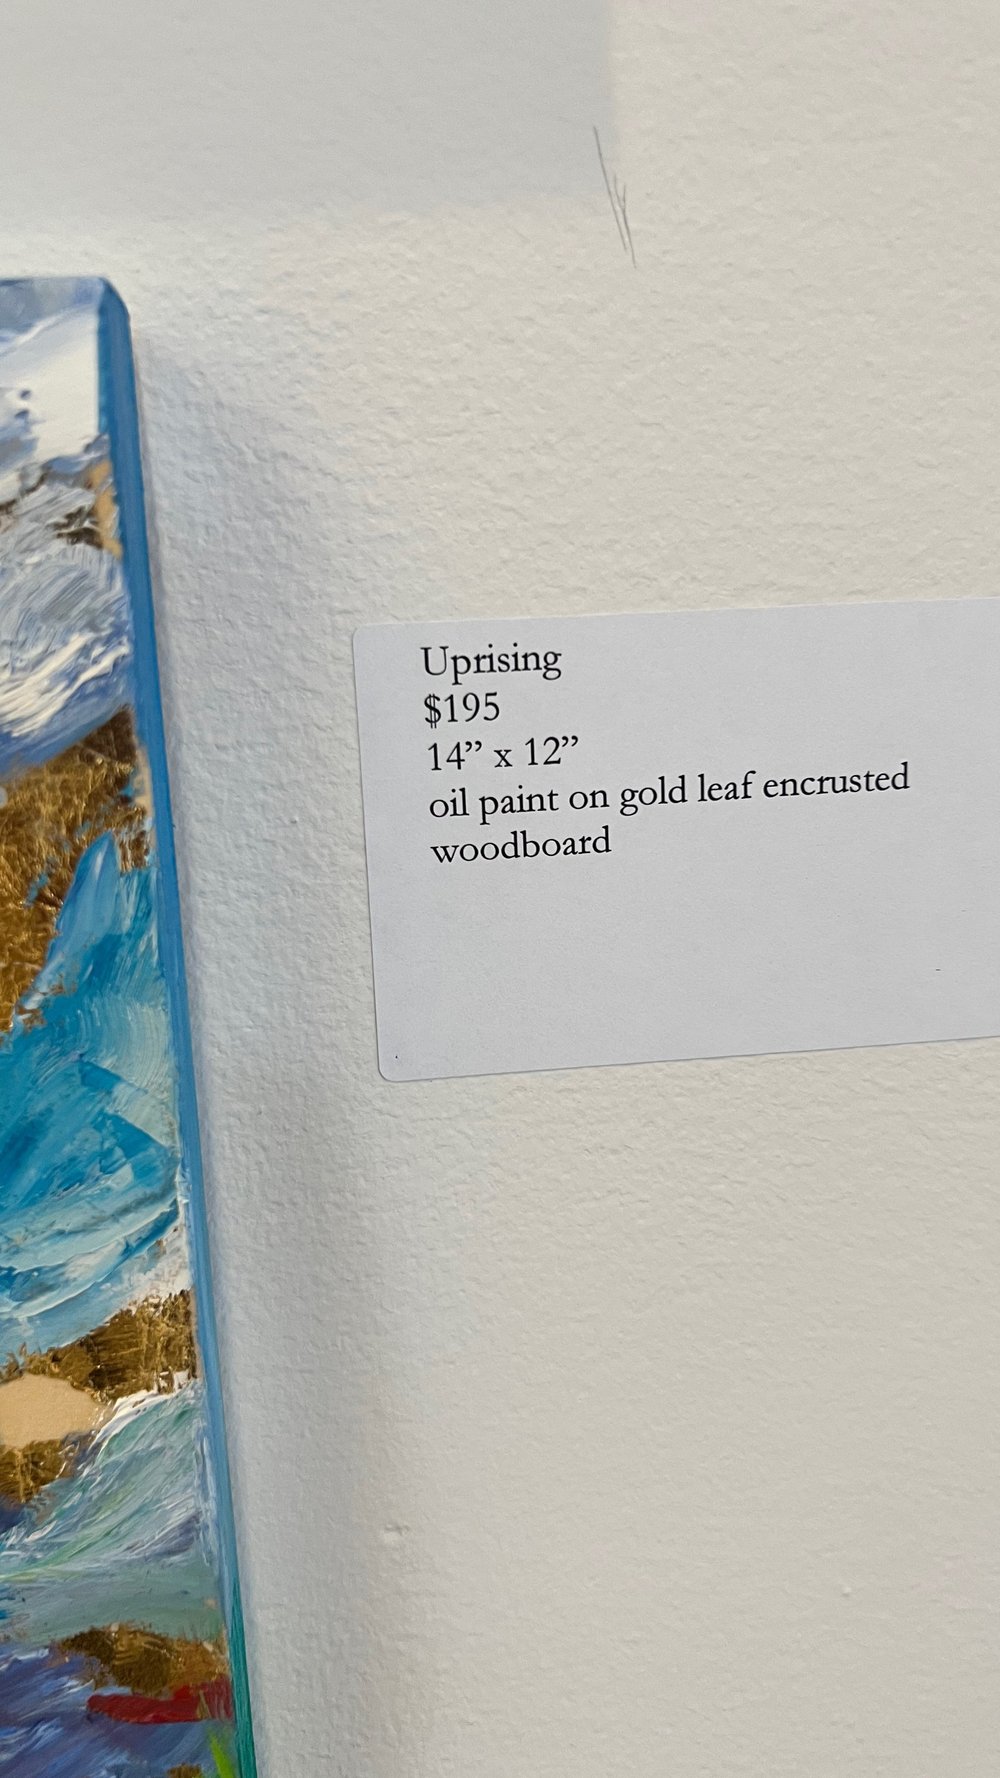 Uprising
$195
14” x 12”
oil paint on gold leaf encrusted
woodboard